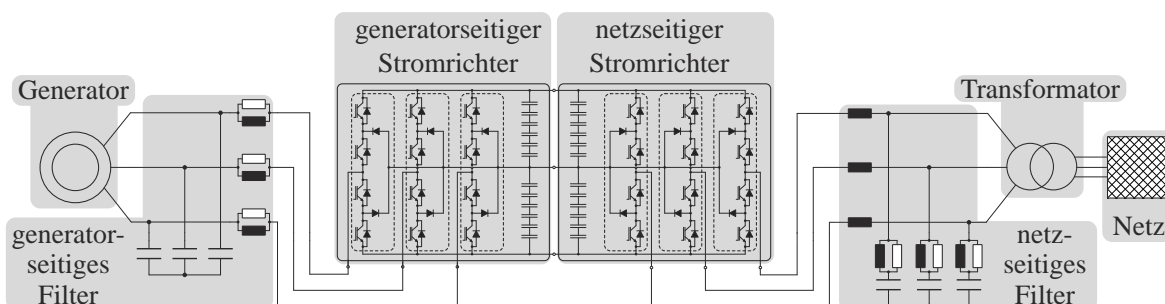 generatorseitiger
Stromrichter
netzseitiger
Stromrichter
Generator
Transformator
generator-
seitiges
Filter
netz-
seitiges
Filter
Netz